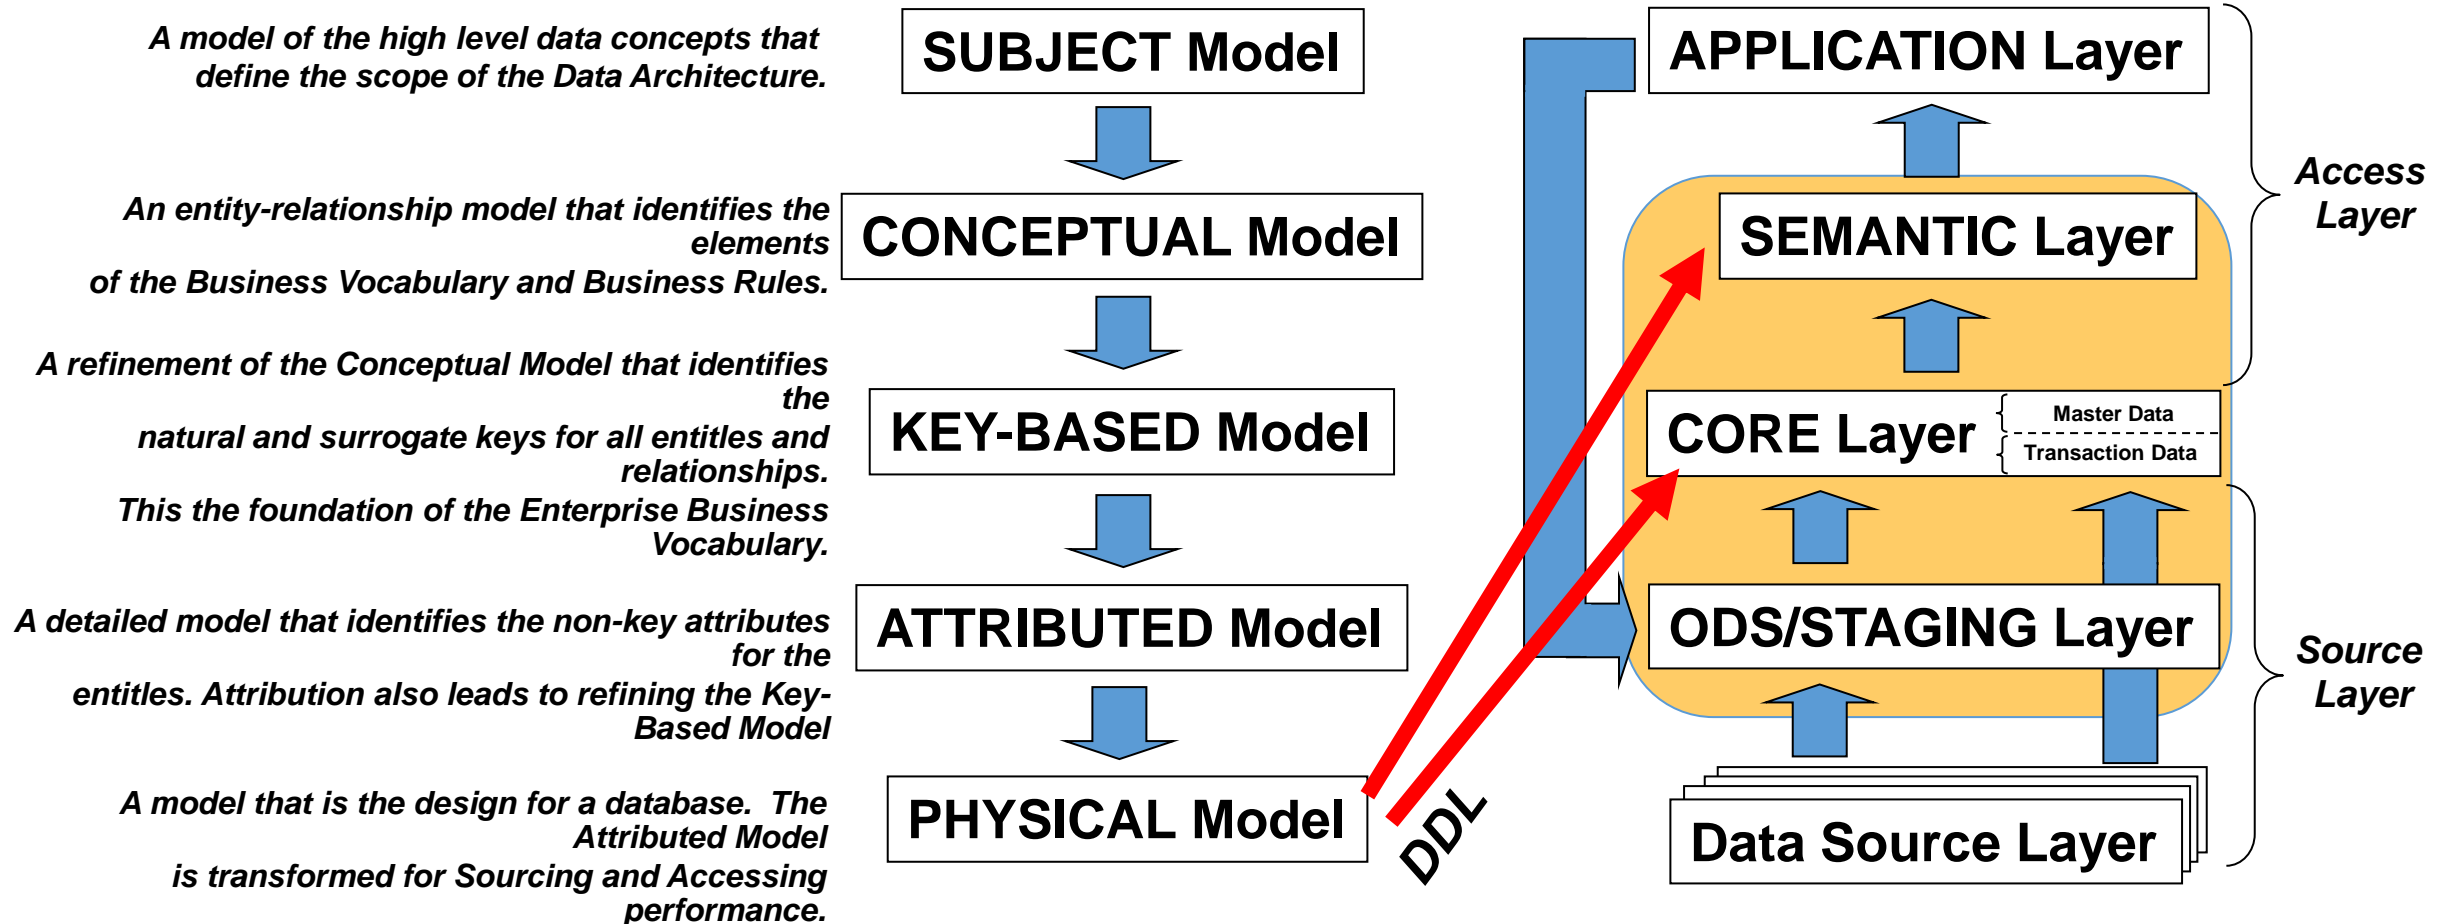 A model of the high level data concepts that
define the scope of the Data Architecture.
SUBJECT Model
An entity-relationship model that identifies the
elements
of the Business Vocabulary and Business Rules.
CONCEPTUAL Model
A refinement of the Conceptual Model that identifies
the
natural and surrogate keys for all entitles and
relationships.
This the foundation of the Enterprise Business
Vocabulary.
KEY-BASED Model
A detailed model that identifies the non-key attributes
for the
entitles. Attribution also leads to refining the Key-
Based Model
ATTRIBUTED Model
A model that is the design for a database.  The
Attributed Model
is transformed for Sourcing and Accessing
performance.
PHYSICAL Model
DDL
APPLICATION Layer
SEMANTIC Layer
CORE Layer
Master Data
Transaction Data
ODS/STAGING Layer
Data Source Layer
Access
Layer
Source
Layer